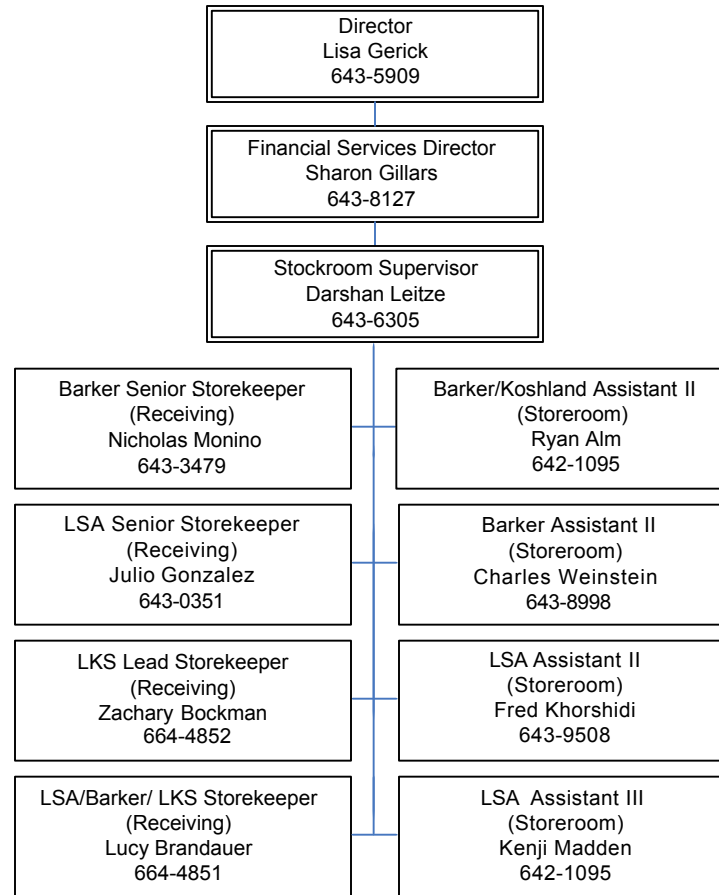 Director
Lisa Gerick
643-5909
Financial Services Director
Sharon Gillars
643-8127
Stockroom Supervisor
Darshan Leitze
643-6305
Barker Senior Storekeeper
(Receiving)
Nicholas Monino
643-3479
Barker/Koshland Assistant II
(Storeroom)
Ryan Alm
642-1095
LSA Senior Storekeeper
(Receiving)
Julio Gonzalez
643-0351
Barker Assistant II
(Storeroom)
Charles Weinstein
643-8998
LKS Lead Storekeeper
(Receiving)
Zachary Bockman
664-4852
LSA Assistant II
(Storeroom)
Fred Khorshidi
643-9508
LSA/Barker/ LKS Storekeeper
(Receiving)
Lucy Brandauer
664-4851
LSA Assistant III
(Storeroom)
Kenji Madden
642-1095